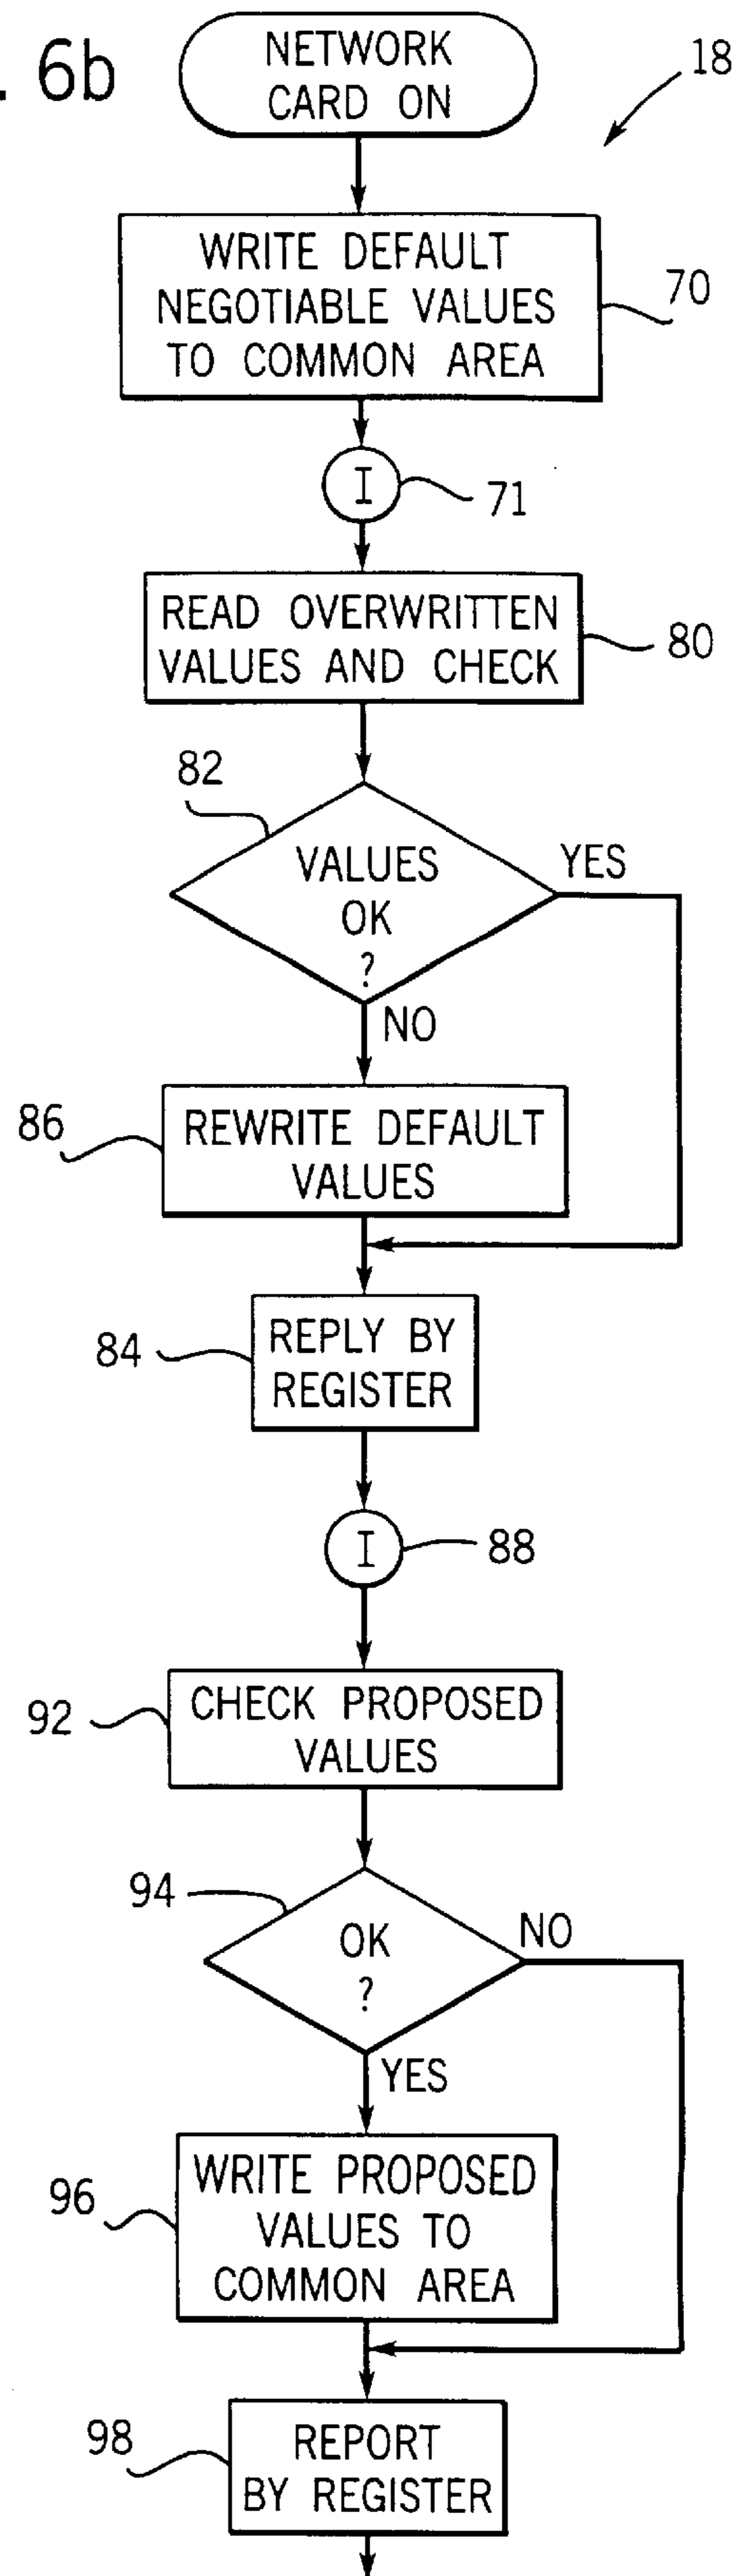 . 6b
NETWORK
CARD ON
18
WRITE DEFAULT
NEGOTIABLE VALUES
TO COMMON AREA
70
I
71
READ OVERWRITTEN
VALUES AND CHECK
80
82
VALUES
OK
?
YES
NO
86
REWRITE DEFAULT
VALUES
84
REPLY BY
REGISTER
I
88
92
CHECK PROPOSED
VALUES
94
OK
?
NO
YES
96
WRITE PROPOSED
VALUES TO
COMMON AREA
98
REPORT
BY REGISTER